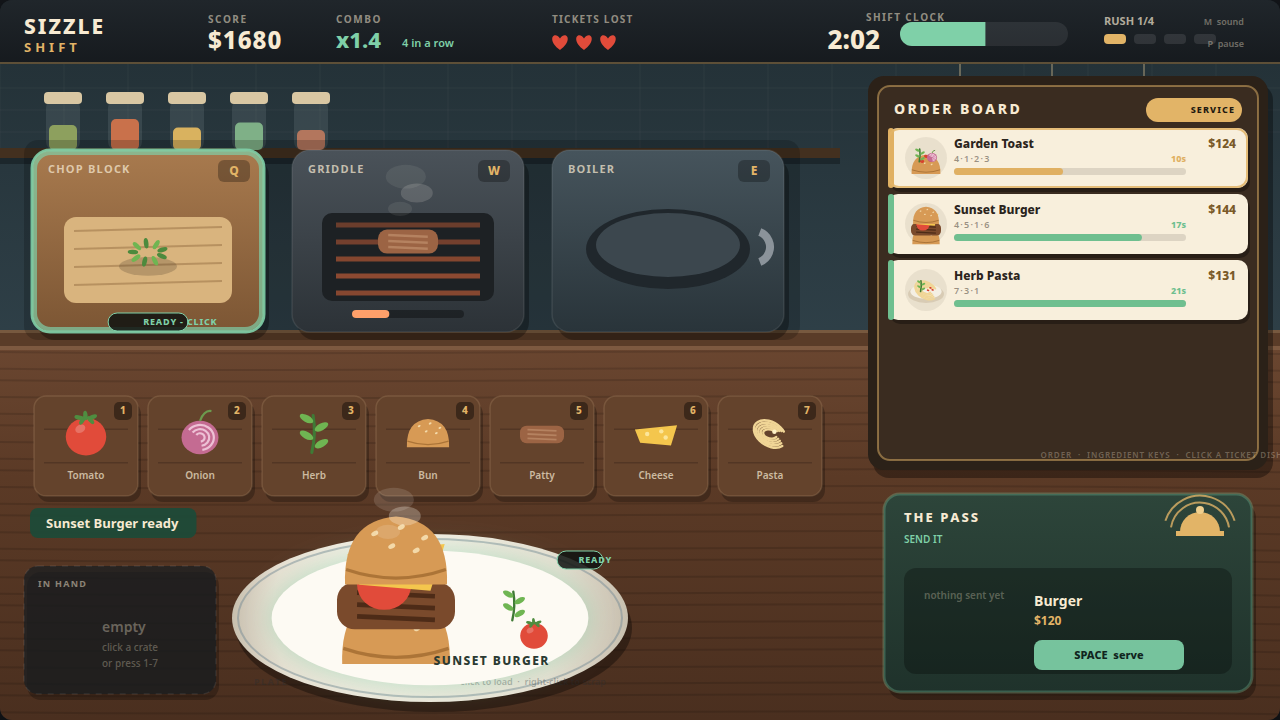 SIZZLE
SHIFT
SCORE
$1680
COMBO
x1.4
4 in a row
TICKETS LOST
SHIFT CLOCK
2:02
RUSH 1/4
M sound
P pause
CHOP BLOCK
Q
READY - CLICK
GRIDDLE
W
BOILER
E
ORDER BOARD
SERVICE
Garden Toast
$124
4·1·2·3
10s
Sunset Burger
$144
4·5·1·6
17s
Herb Pasta
$131
7·3·1
21s
ORDER · INGREDIENT KEYS · CLICK A TICKET DISH
1
Tomato
2
Onion
3
Herb
4
Bun
5
Patty
6
Cheese
7
Pasta
Sunset Burger ready
IN HAND
empty
click a crate
or press 1-7
READY
SUNSET BURGER
to load · right-
THE PASS
SEND IT
nothing sent yet
Burger
$120
SPACE serve